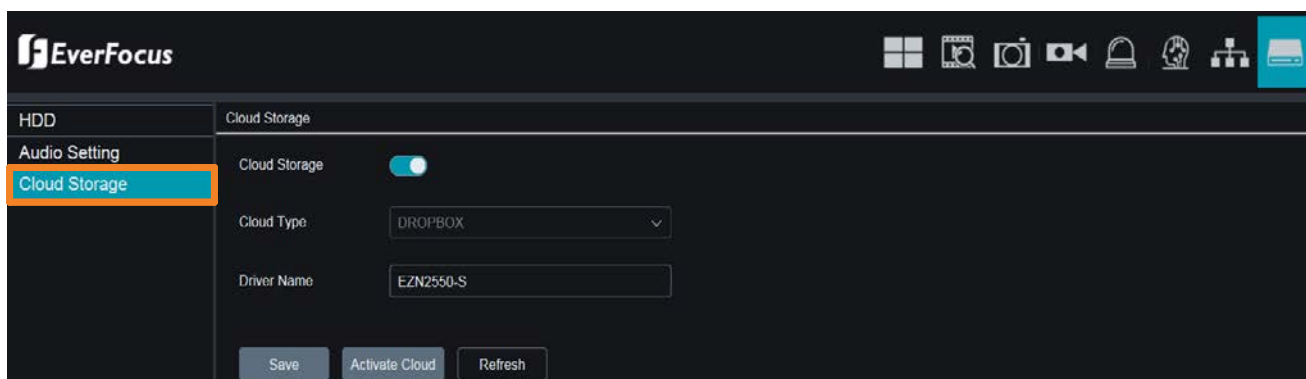 EverFocus
HDD
Cloud Storage
Audio Setting
Cloud Storage
Cloud Storage
Cloud Type
DROPBOX
Driver Name
EZN2550-S
Save
Activate Cloud
Refresh